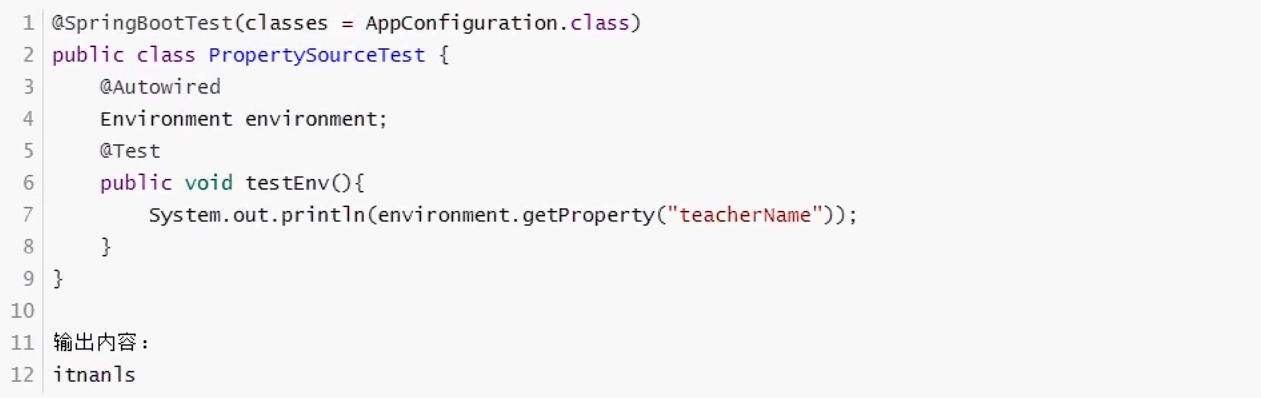 1 @SpringBootTest(classes = AppConfiguration.class)
2 public class PropertySourceTest {
3     @Autowired
4     Environment environment;
5     @Test
6     public void testEnv(){
7         System.out.println(environment.getProperty("teacherName"));
8     }
9 }
10
11 输出内容：
12 itnanls